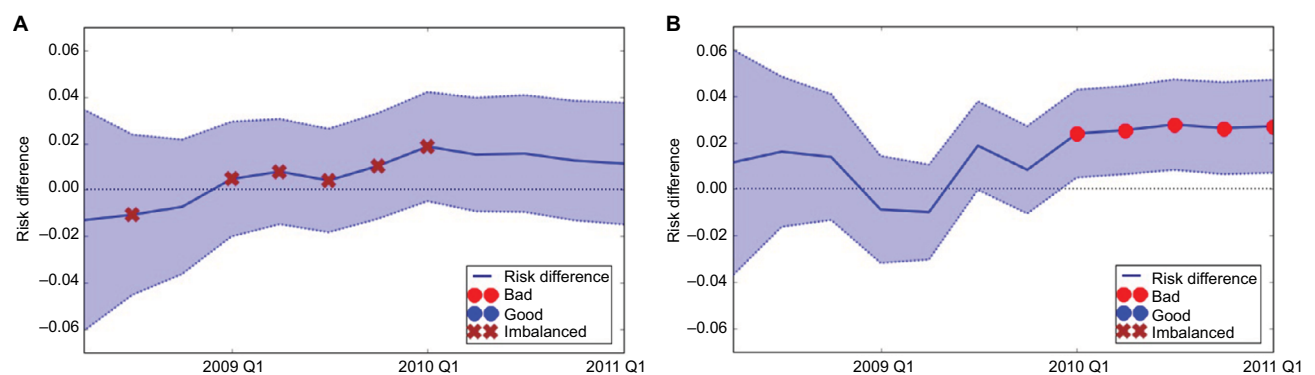 A
Risk difference
0.06
0.04
0.02
0.00
–0.02
–0.04
–0.06
2009 Q1
2010 Q1
2011 Q1
Risk difference
Bad
Good
Imbalanced
B
Risk difference
0.06
0.04
0.02
0.00
–0.02
–0.04
–0.06
2009 Q1
2010 Q1
2011 Q1
Risk difference
Bad
Good
Imbalanced